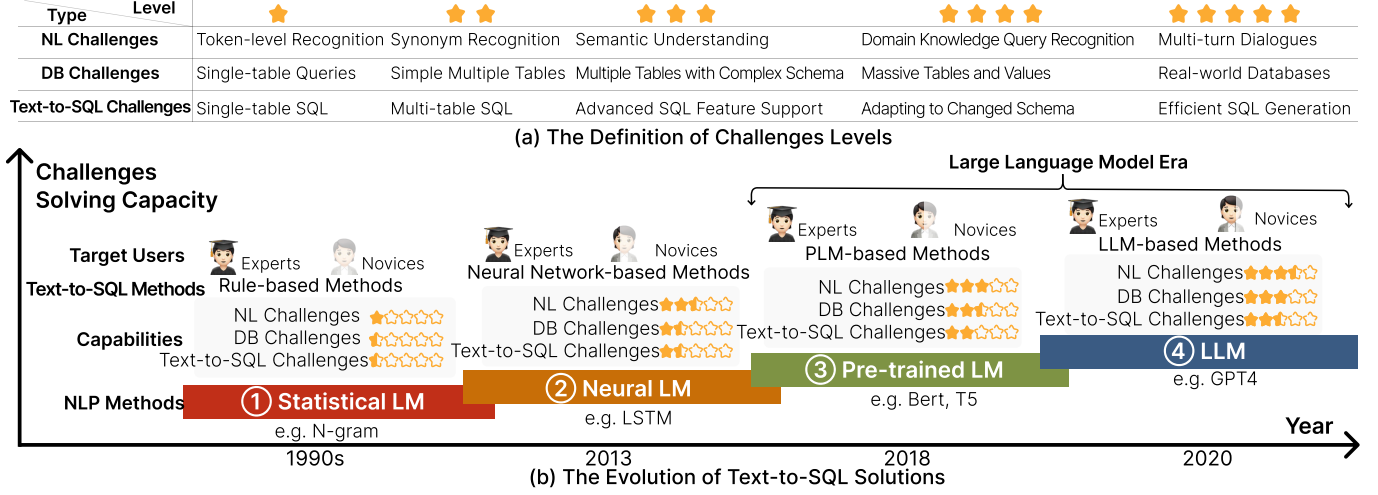 Type Level
NL Challenges Token-level Recognition Synonym Recognition Semantic Understanding Domain Knowledge Query Recognition Multi-turn Dialogues
DB Challenges Single-table Queries Simple Multiple Tables Multiple Tables with Complex Schema Massive Tables and Values Real-world Databases
Text-to-SQL Challenges Single-table SQL Multi-table SQL Advanced SQL Feature Support Adapting to Changed Schema Efficient SQL Generation
(a) The Definition of Challenges Levels
Challenges
Solving Capacity
Large Language Model Era
Target Users
Text-to-SQL Methods
Capabilities
NLP Methods
Experts Novices
Rule-based Methods
NL Challenges
DB Challenges
Text-to-SQL Challenges
① Statistical LM
e.g. N-gram
Experts Novices
Neural Network-based Methods
NL Challenges
DB Challenges
Text-to-SQL Challenges
② Neural LM
e.g. LSTM
Experts Novices
PLM-based Methods
NL Challenges
DB Challenges
Text-to-SQL Challenges
③ Pre-trained LM
e.g. Bert, T5
Experts Novices
LLM-based Methods
NL Challenges
DB Challenges
Text-to-SQL Challenges
④ LLM
e.g. GPT4
Year
1990s 2013 2018 2020
(b) The Evolution of Text-to-SQL Solutions